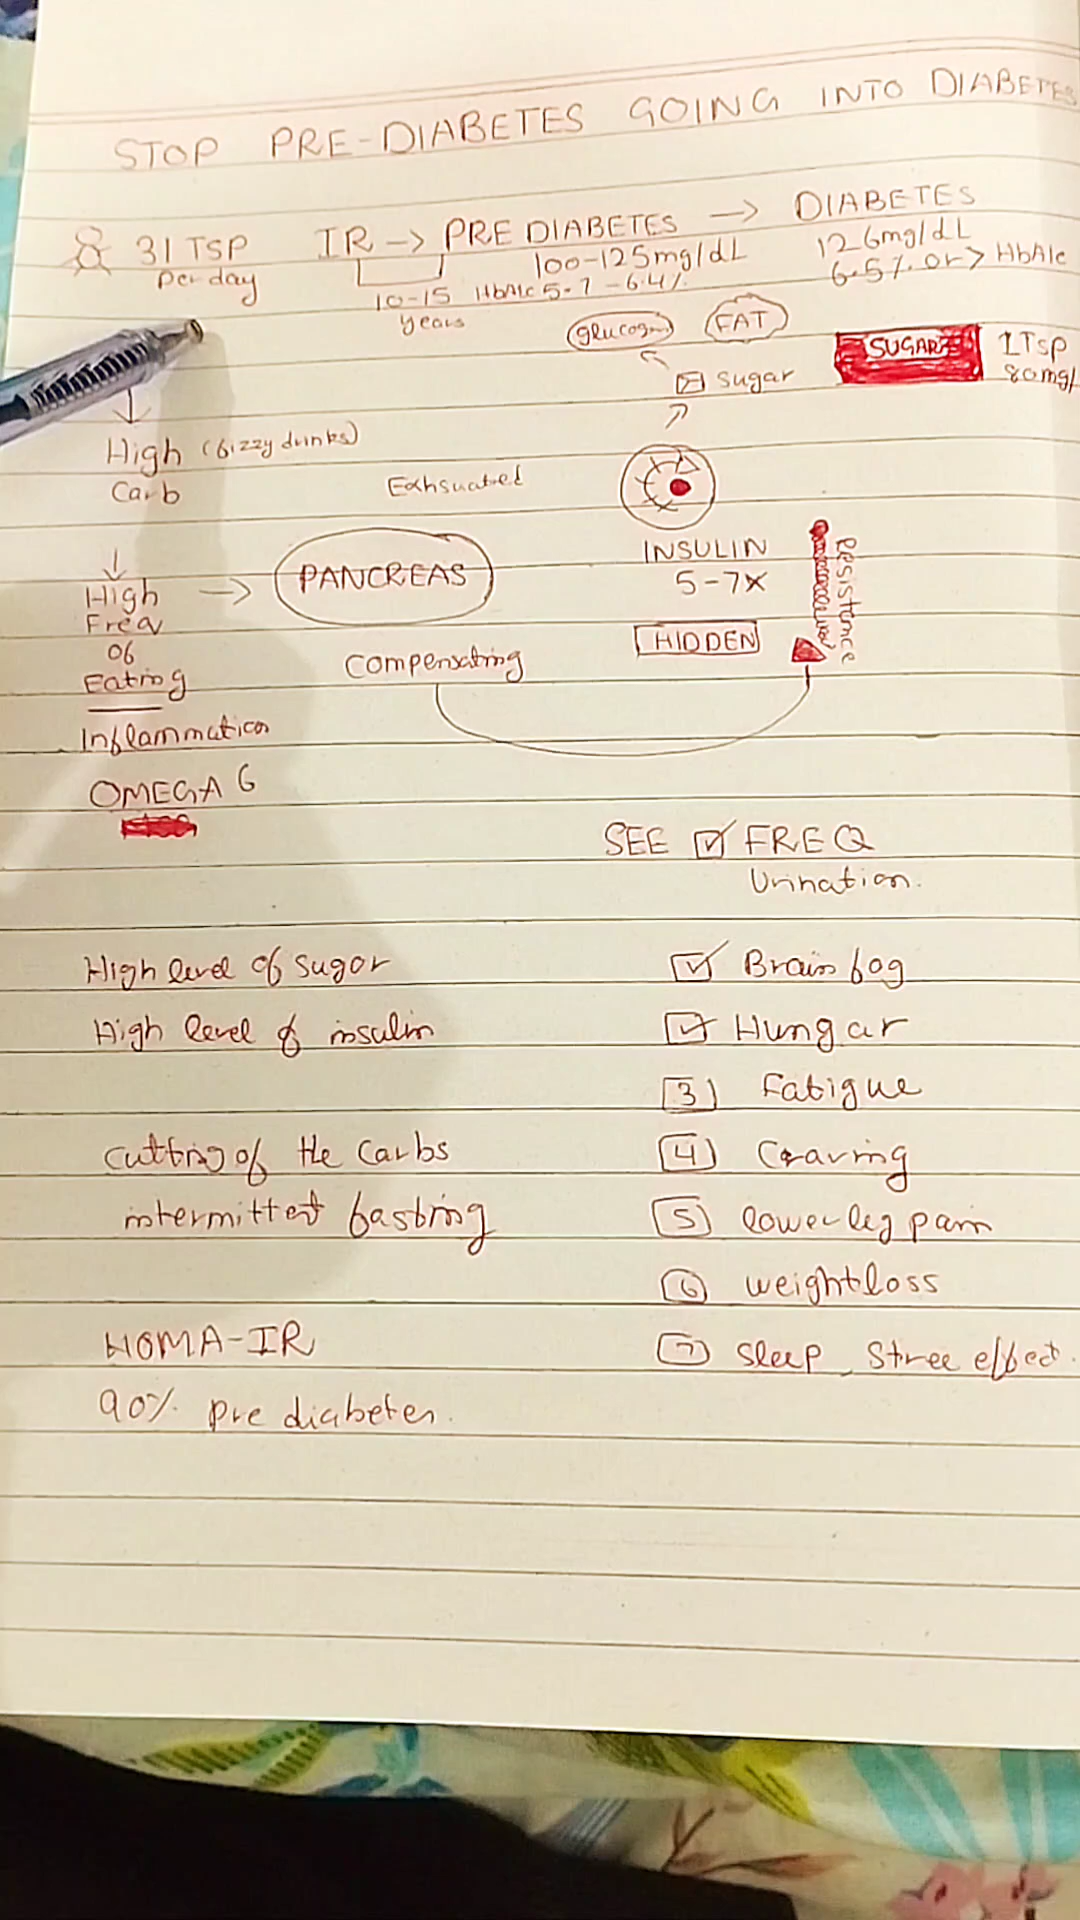 STOP PRE-DIABETES GOING INTO DIABETES
31 TSP Per day
IR → PRE DIABETES → DIABETES
100-125mg/dL
126mg/dL
10-15 years
HbA1c 5.7 - 6.4%
6.5% or > HbA1c
glucogn
FAT
SUGAR
1Tsp
80mg/
Sugar
High (fizzy drinks)
Carb
Exhsuated
INSULIN
5-7X
HIDDEN
Resistence
High → PANCREAS
Freq
of
Eating
Compensating
Inflammation
OMEGA 6
SEE ☑ FREQ
Urination.
High level of sugar
☑ Brain fog
High level of insulin
☑ Hungar
3 Fatigue
cutting of the Carbs
4 Craving
intermittent fasting
5 lower leg pain
6 weightloss
HOMA-IR
7 Sleep, Stree effect.
90% Pre diabetes.